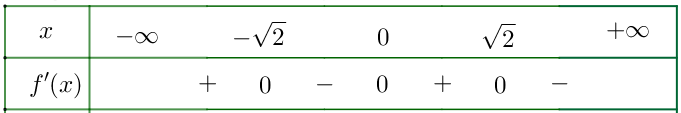 x −∞ −√2 0 √2 +∞
f′(x) + 0 − 0 + 0 −